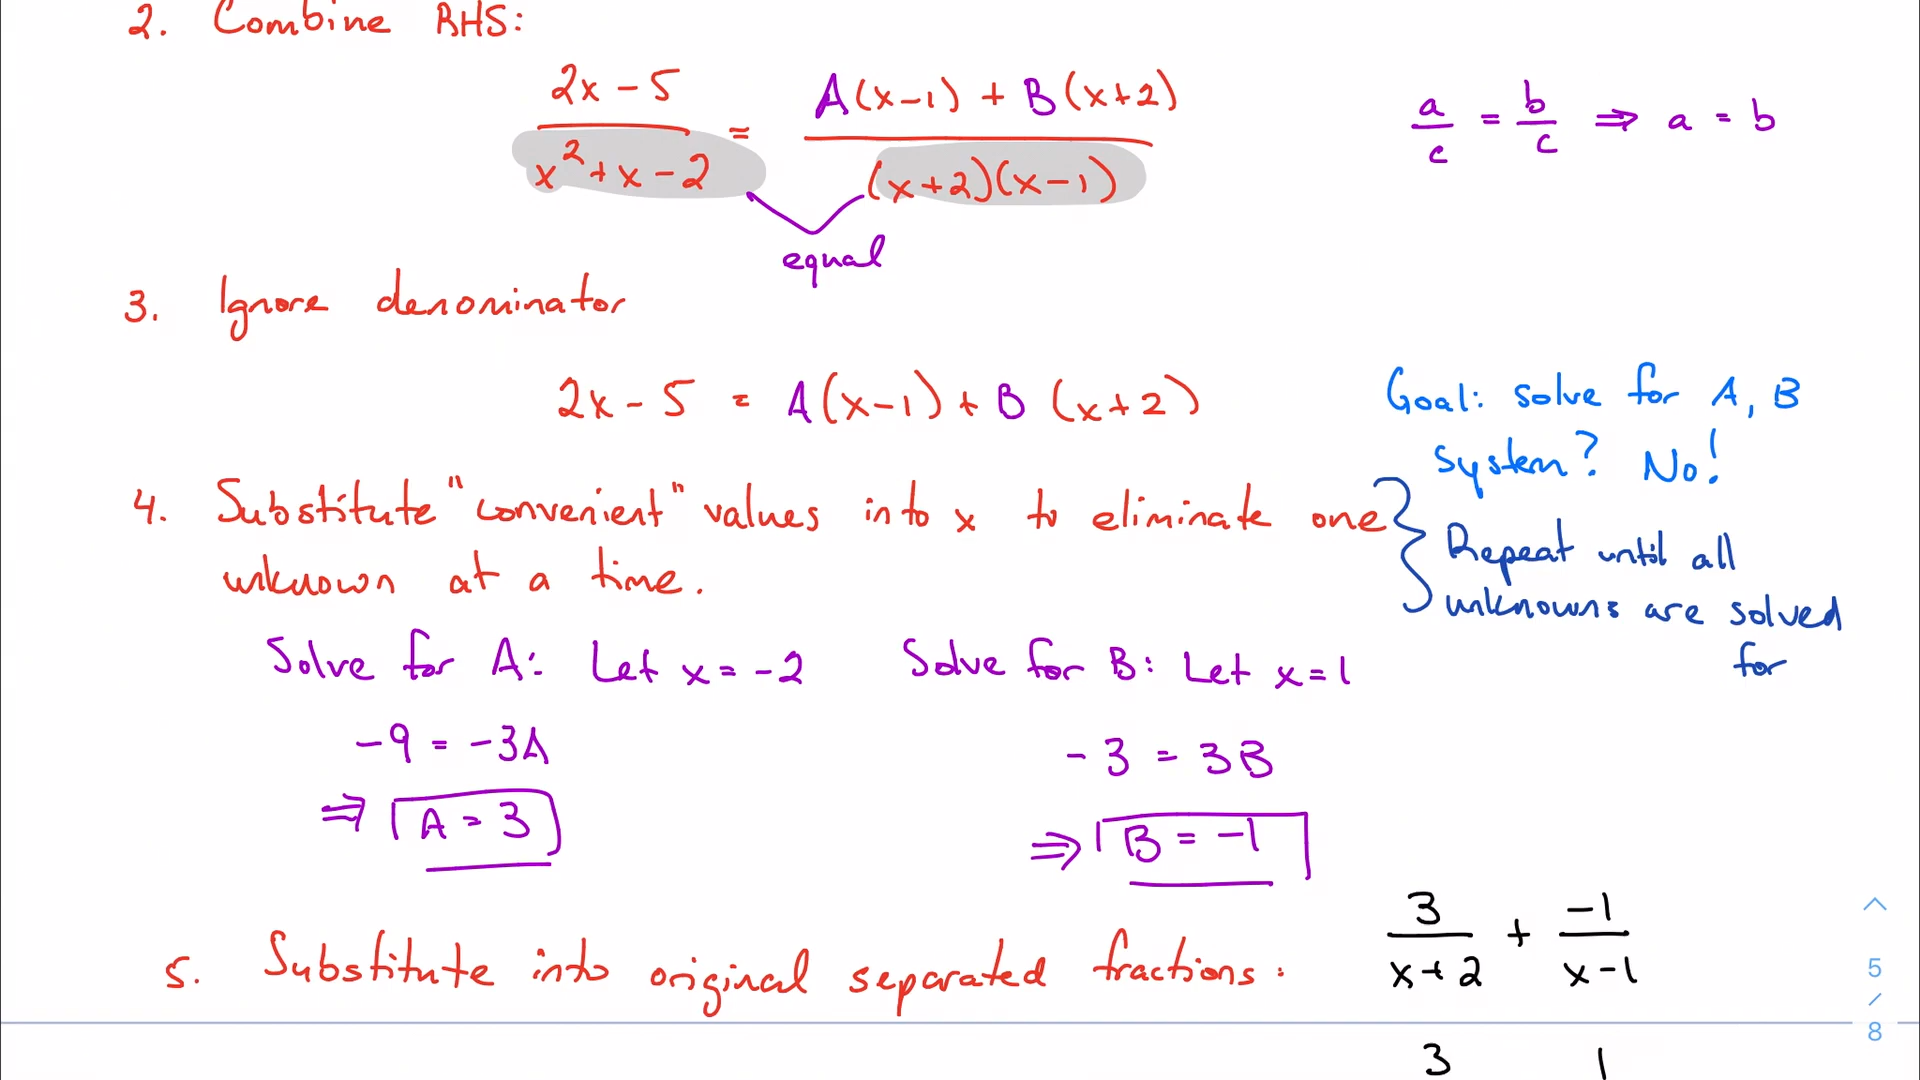 2. Combine RHS:
2x - 5 / x² + x - 2 = A(x-1) + B(x+2) / (x+2)(x-1)
a/c = b/c ⇒ a = b
equal
3. Ignore denominator
2x - 5 = A(x-1) + B (x+2)
Goal: solve for A, B
system? No!
4. Substitute "convenient" values into x to eliminate one
unknown at a time.
Repeat until all
unknowns are solved
for
Solve for A: Let x = -2
-9 = -3A
⇒ A = 3
Solve for B: Let x = 1
-3 = 3B
⇒ B = -1
5. Substitute into original separated fractions:
3/x+2 + -1/x-1
3 1
5
/
8